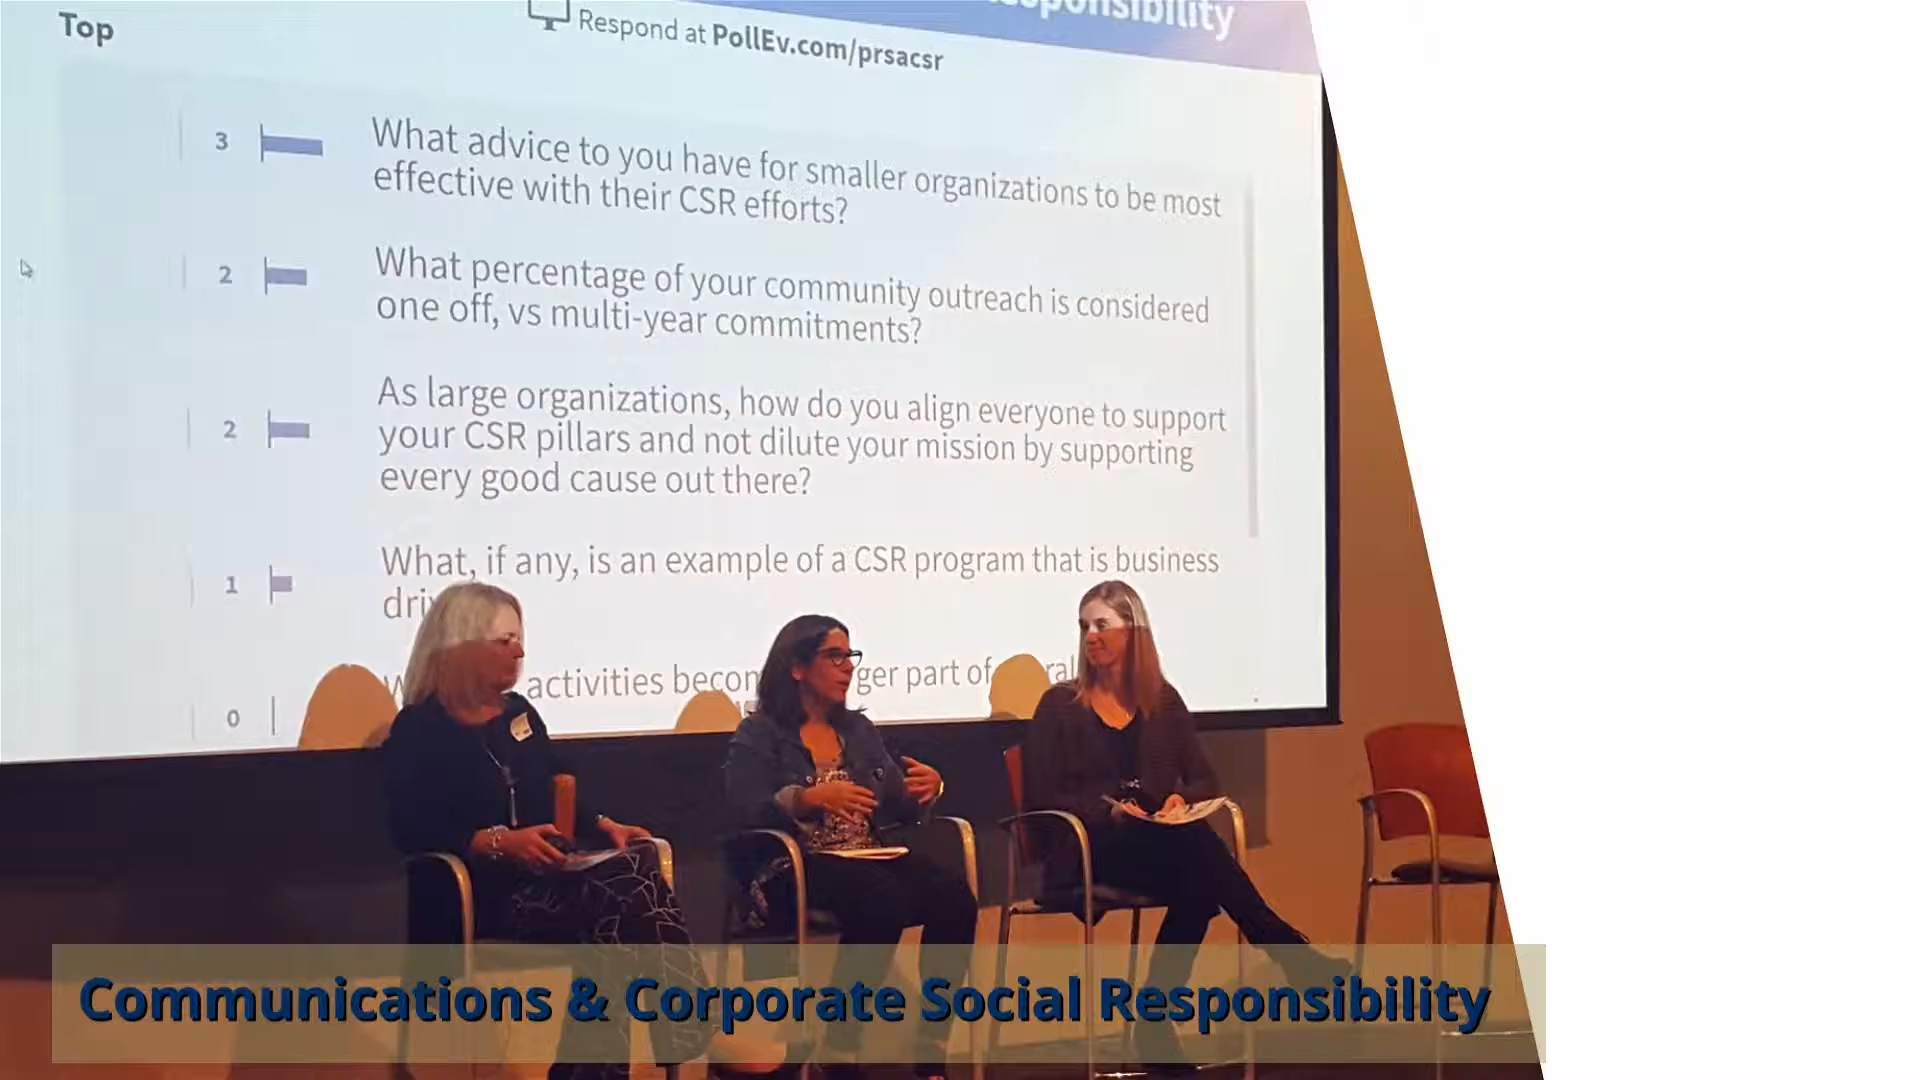 Top
Respond at PollEv.com/prsacsr
3
What advice to you have for smaller organizations to be most
effective with their CSR efforts?
2
What percentage of your community outreach is considered
one off, vs multi-year commitments?
2
As large organizations, how do you align everyone to support
your CSR pillars and not dilute your mission by supporting
every good cause out there?
1
What, if any, is an example of a CSR program that is business
0
activities
part of
Communications & Corporate Social Responsibility